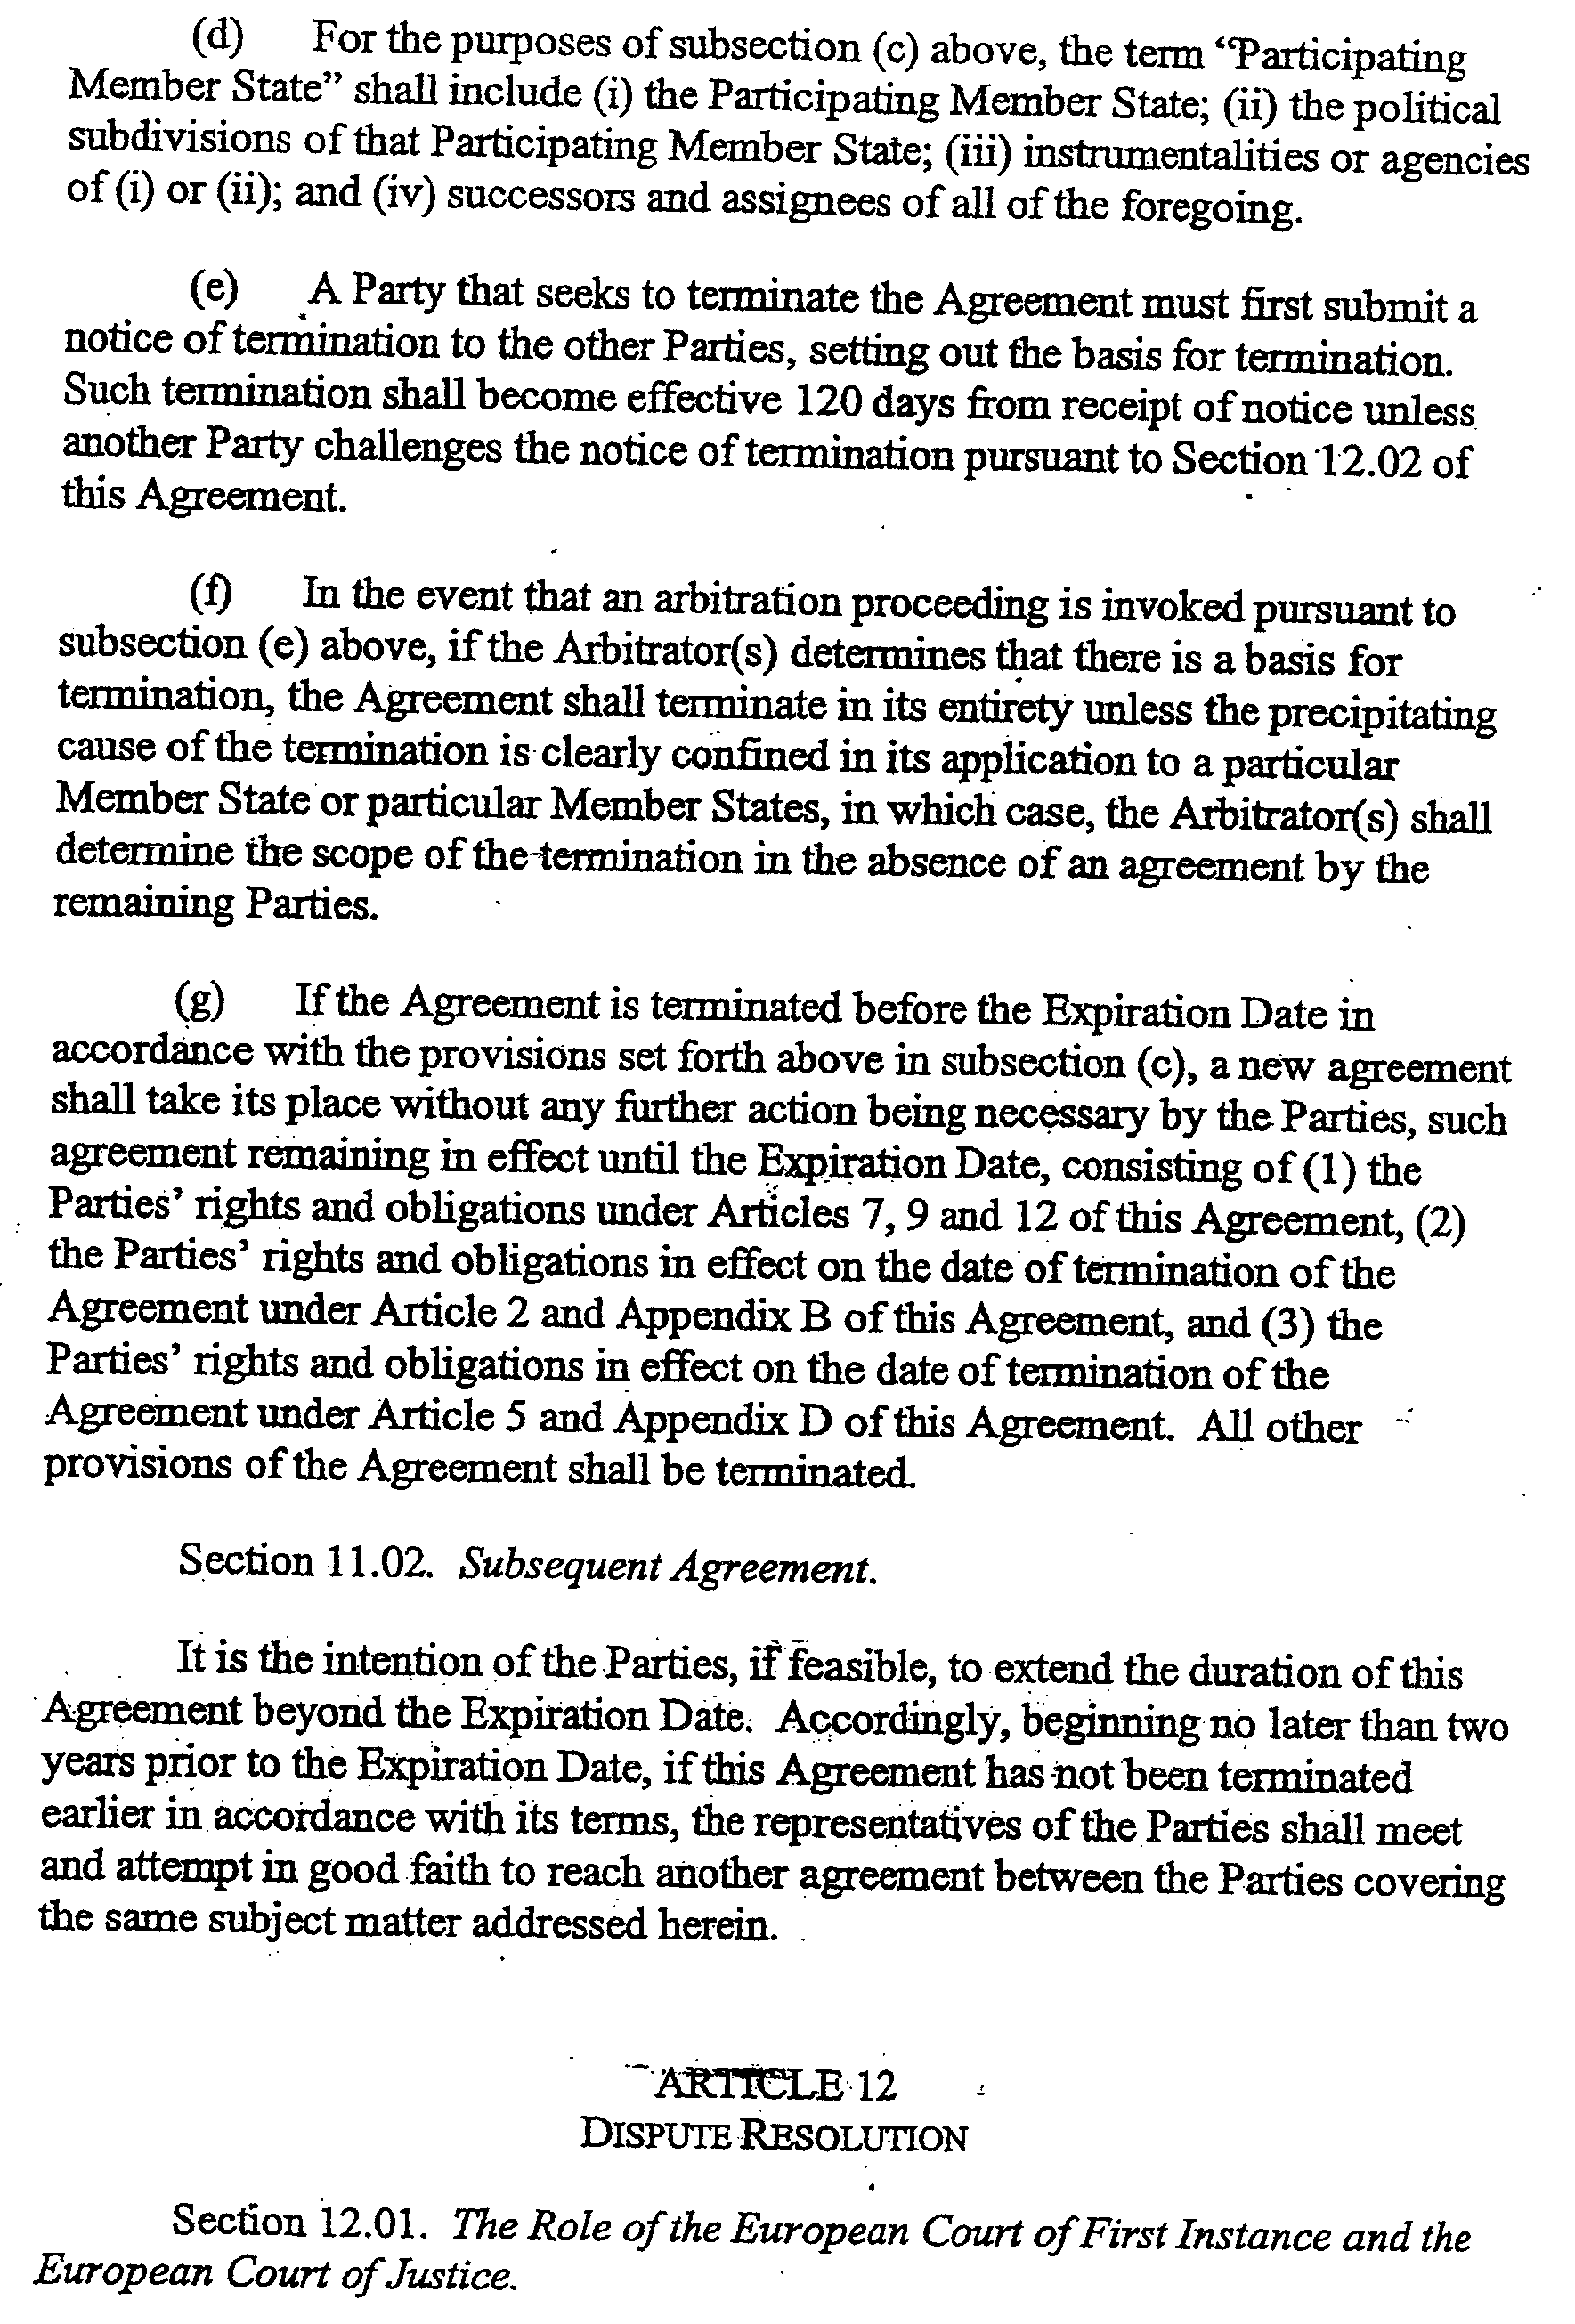 (d) For the purposes of subsection (c) above, the term “Participating
Member State” shall include (i) the Participating Member State; (ii) the political
subdivisions of that Participating Member State; (iii) instrumentalities or agencies
of (i) or (ii); and (iv) successors and assignees of all of the foregoing.
(e) A Party that seeks to terminate the Agreement must first submit a
notice of termination to the other Parties, setting out the basis for termination.
Such termination shall become effective 120 days from receipt of notice unless
another Party challenges the notice of termination pursuant to Section 12.02 of
this Agreement.
(f) In the event that an arbitration proceeding is invoked pursuant to
subsection (e) above, if the Arbitrator(s) determines that there is a basis for
termination, the Agreement shall terminate in its entirety unless the precipitating
cause of the termination is clearly confined in its application to a particular
Member State or particular Member States, in which case, the Arbitrator(s) shall
determine the scope of the termination in the absence of an agreement by the
remaining Parties.
(g) If the Agreement is terminated before the Expiration Date in
accordance with the provisions set forth above in subsection (c), a new agreement
shall take its place without any further action being necessary by the Parties, such
agreement remaining in effect until the Expiration Date, consisting of (1) the
Parties’ rights and obligations under Articles 7, 9 and 12 of this Agreement, (2)
the Parties’ rights and obligations in effect on the date of termination of the
Agreement under Article 2 and Appendix B of this Agreement, and (3) the
Parties’ rights and obligations in effect on the date of termination of the
Agreement under Article 5 and Appendix D of this Agreement. All other
provisions of the Agreement shall be terminated.
Section 11.02. Subsequent Agreement.
It is the intention of the Parties, if feasible, to extend the duration of this
Agreement beyond the Expiration Date. Accordingly, beginning no later than two
years prior to the Expiration Date, if this Agreement has not been terminated
earlier in accordance with its terms, the representatives of the Parties shall meet
and attempt in good faith to reach another agreement between the Parties covering
the same subject matter addressed herein.
ARTICLE 12
DISPUTE RESOLUTION
Section 12.01. The Role of the European Court of First Instance and the
European Court of Justice.